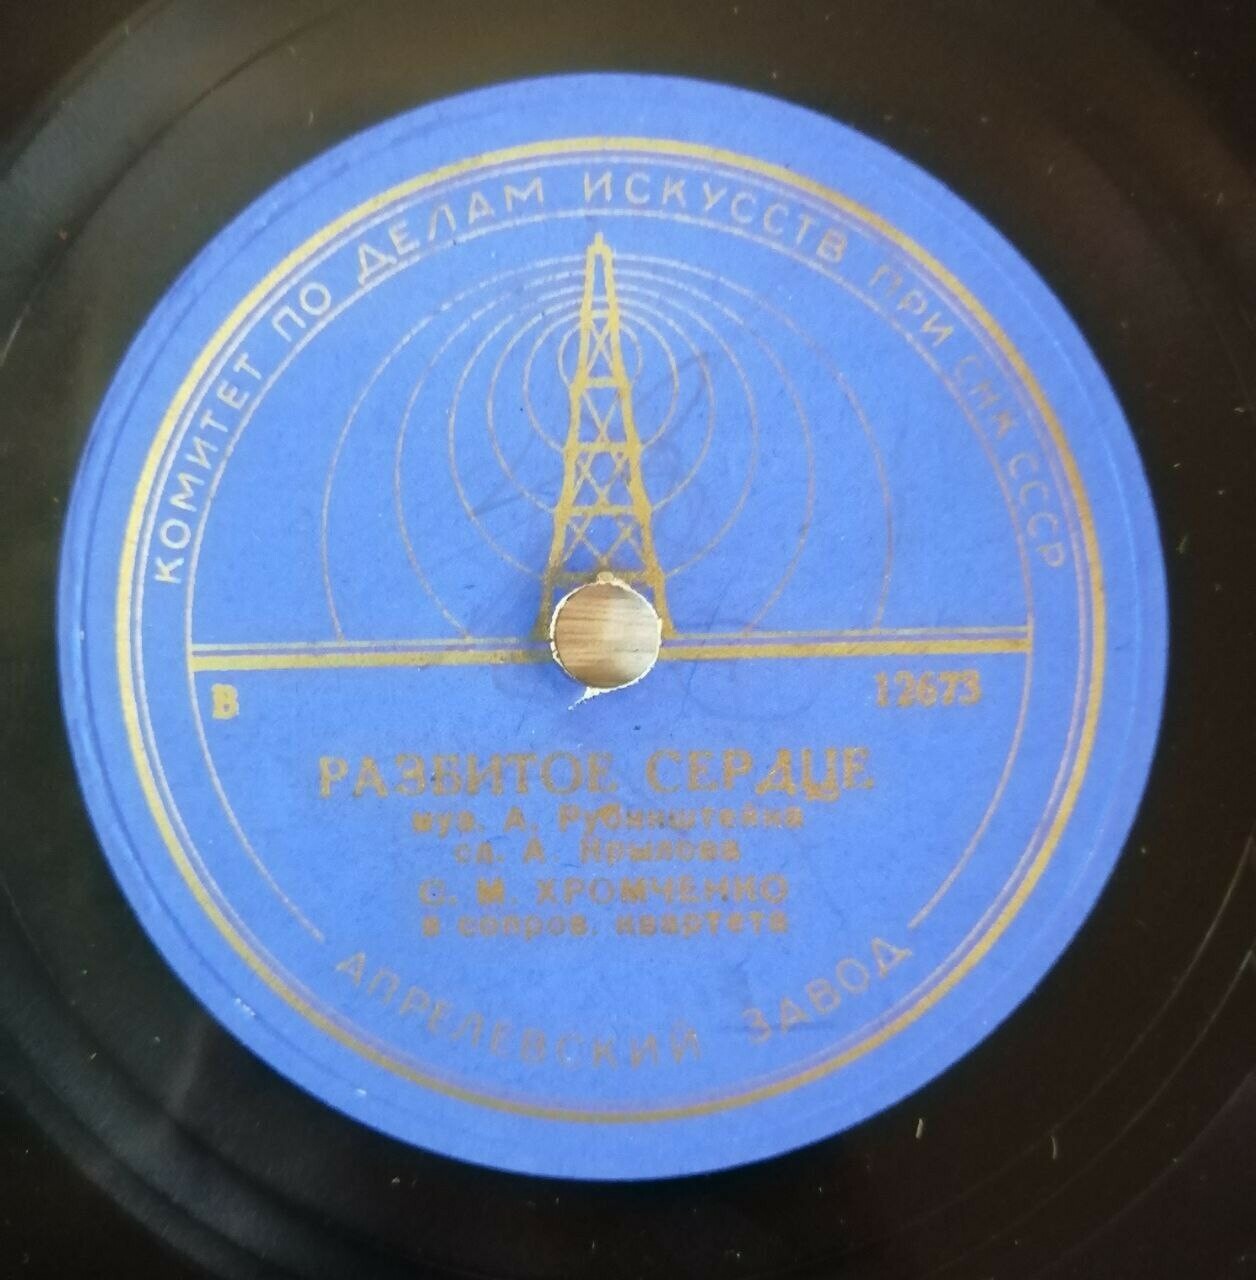 КОМИТЕТ ПО ДЕЛАМ ИСКУССТВ ПРИ СНК СССР
В 12673
РАЗБИТОЕ СЕРДЦЕ
муз. А. Рубинштейна
сл. А. Крылова
С. М. ХРОМЧЕНКО
в сопров. квартета
АПРЕЛЕВСКИЙ ЗАВОД